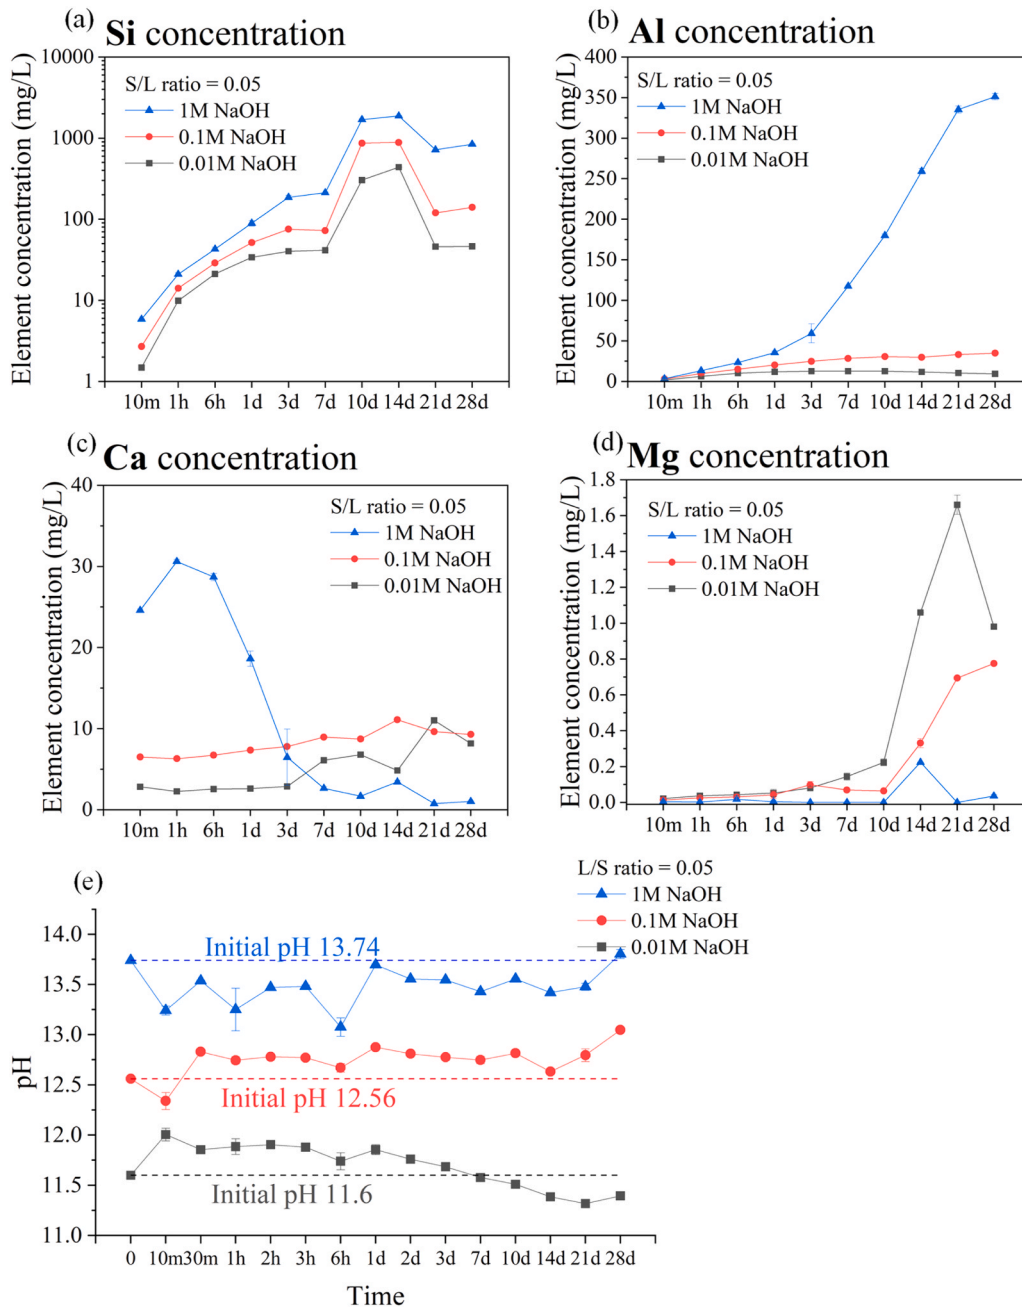 (a)
Si concentration
Element concentration (mg/L)
10000
1000
100
10
1
S/L ratio = 0.05
1M NaOH
0.1M NaOH
0.01M NaOH
10m 1h 6h 1d 3d 7d 10d 14d 21d 28d
(b)
Al concentration
Element concentration (mg/L)
400
350
300
250
200
150
100
50
0
S/L ratio = 0.05
1M NaOH
0.1M NaOH
0.01M NaOH
10m 1h 6h 1d 3d 7d 10d 14d 21d 28d
(c)
Ca concentration
Element concentration (mg/L)
40
30
20
10
0
S/L ratio = 0.05
1M NaOH
0.1M NaOH
0.01M NaOH
10m 1h 6h 1d 3d 7d 10d 14d 21d 28d
(d)
Mg concentration
Element concentration (mg/L)
1.8
1.6
1.4
1.2
1.0
0.8
0.6
0.4
0.2
0.0
S/L ratio = 0.05
1M NaOH
0.1M NaOH
0.01M NaOH
10m 1h 6h 1d 3d 7d 10d 14d 21d 28d
(e)
L/S ratio = 0.05
1M NaOH
0.1M NaOH
0.01M NaOH
pH
14.0
13.5
13.0
12.5
12.0
11.5
11.0
Initial pH 13.74
Initial pH 12.56
Initial pH 11.6
0 10m 30m 1h 2h 3h 6h 1d 2d 3d 7d 10d 14d 21d 28d
Time